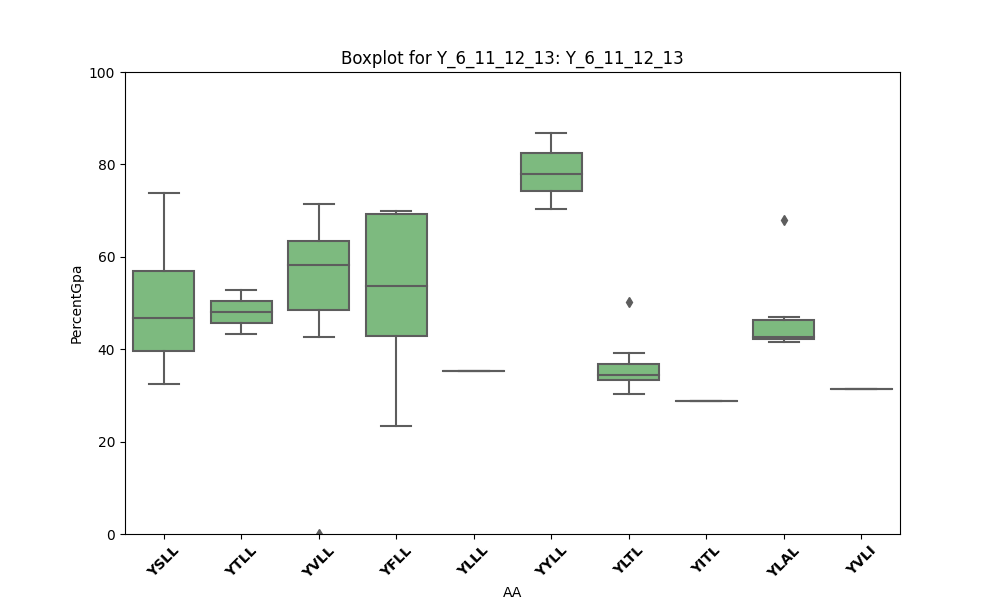 Boxplot for Y_6_11_12_13: Y_6_11_12_13
100
80
60
40
20
0
PercentGpa
YSLL YTLL YVLL YFLL YLLL YYLL YLTL YITL YLAL YVLI
AA